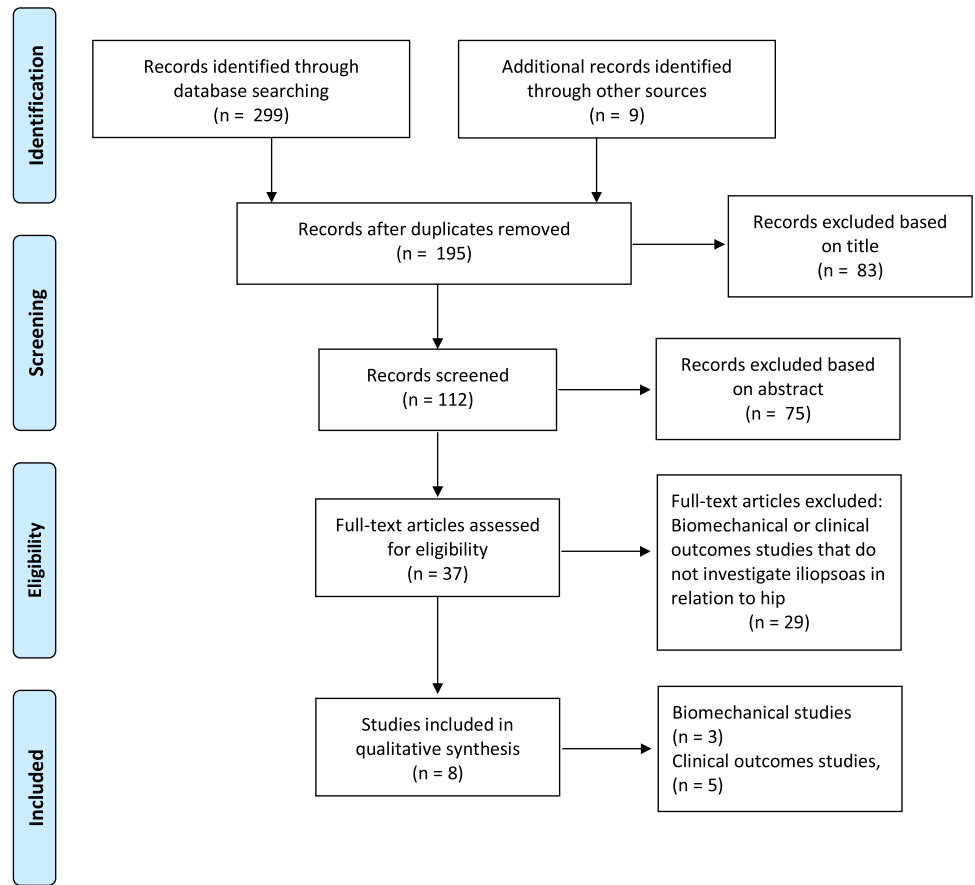 Identification
Records identified through
database searching
(n = 299)
Additional records identified
through other sources
(n = 9)
Records after duplicates removed
(n = 195)
Records excluded based
on title
(n = 83)
Screening
Records screened
(n = 112)
Records excluded based
on abstract
(n = 75)
Eligibility
Full-text articles assessed
for eligibility
(n = 37)
Full-text articles excluded:
Biomechanical or clinical
outcomes studies that do
not investigate iliopsoas in
relation to hip
(n = 29)
Included
Studies included in
qualitative synthesis
(n = 8)
Biomechanical studies
(n = 3)
Clinical outcomes studies,
(n = 5)